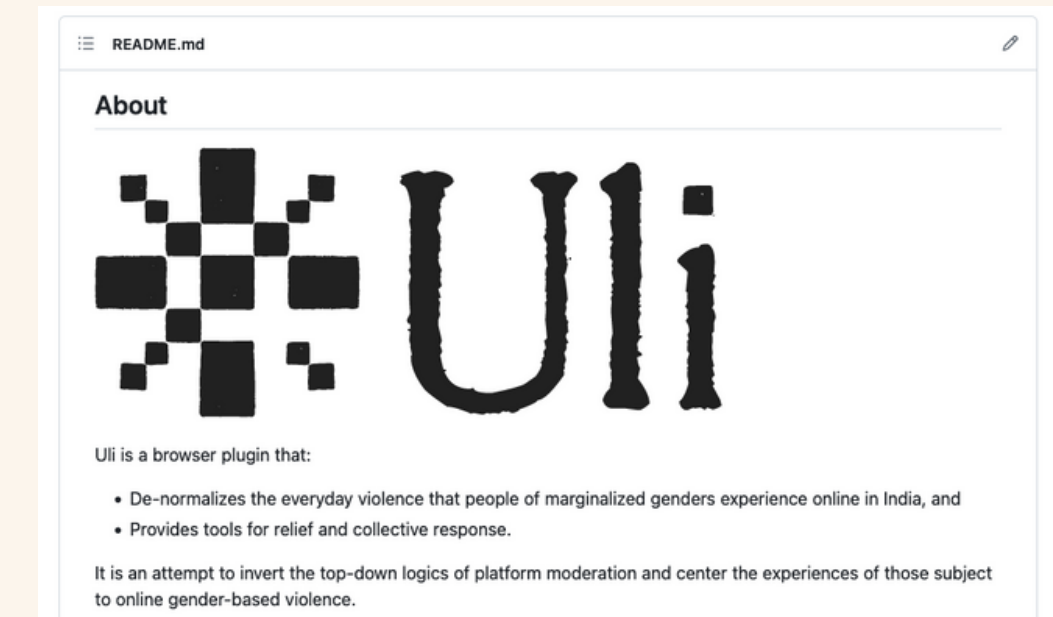 README.md
About
Uli
Uli is a browser plugin that:
• De-normalizes the everyday violence that people of marginalized genders experience online in India, and
• Provides tools for relief and collective response.
It is an attempt to invert the top-down logics of platform moderation and center the experiences of those subject
to online gender-based violence.